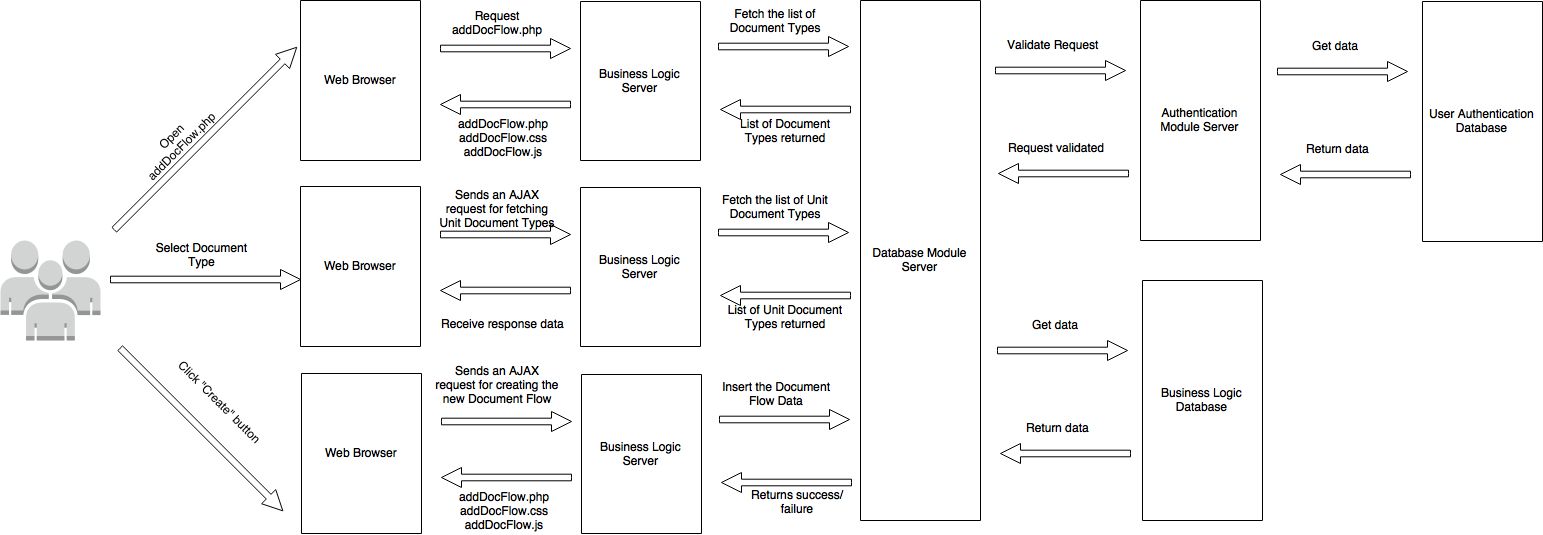 Open
addDocFlow.php
Web Browser
Request
addDocFlow.php
addDocFlow.php
addDocFlow.css
addDocFlow.js
Business Logic
Server
Fetch the list of
Document Types
List of Document
Types returned
Select Document
Type
Web Browser
Sends an AJAX
request for fetching
Unit Document Types
Receive response data
Business Logic
Server
Fetch the list of Unit
Document Types
List of Unit Document
Types returned
Click "Create" button
Web Browser
Sends an AJAX
request for creating the
new Document Flow
addDocFlow.php
addDocFlow.css
addDocFlow.js
Business Logic
Server
Insert the Document
Flow Data
Returns success/
failure
Database Module
Server
Validate Request
Request validated
Authentication
Module Server
Get data
Return data
User Authentication
Database
Get data
Return data
Business Logic
Database